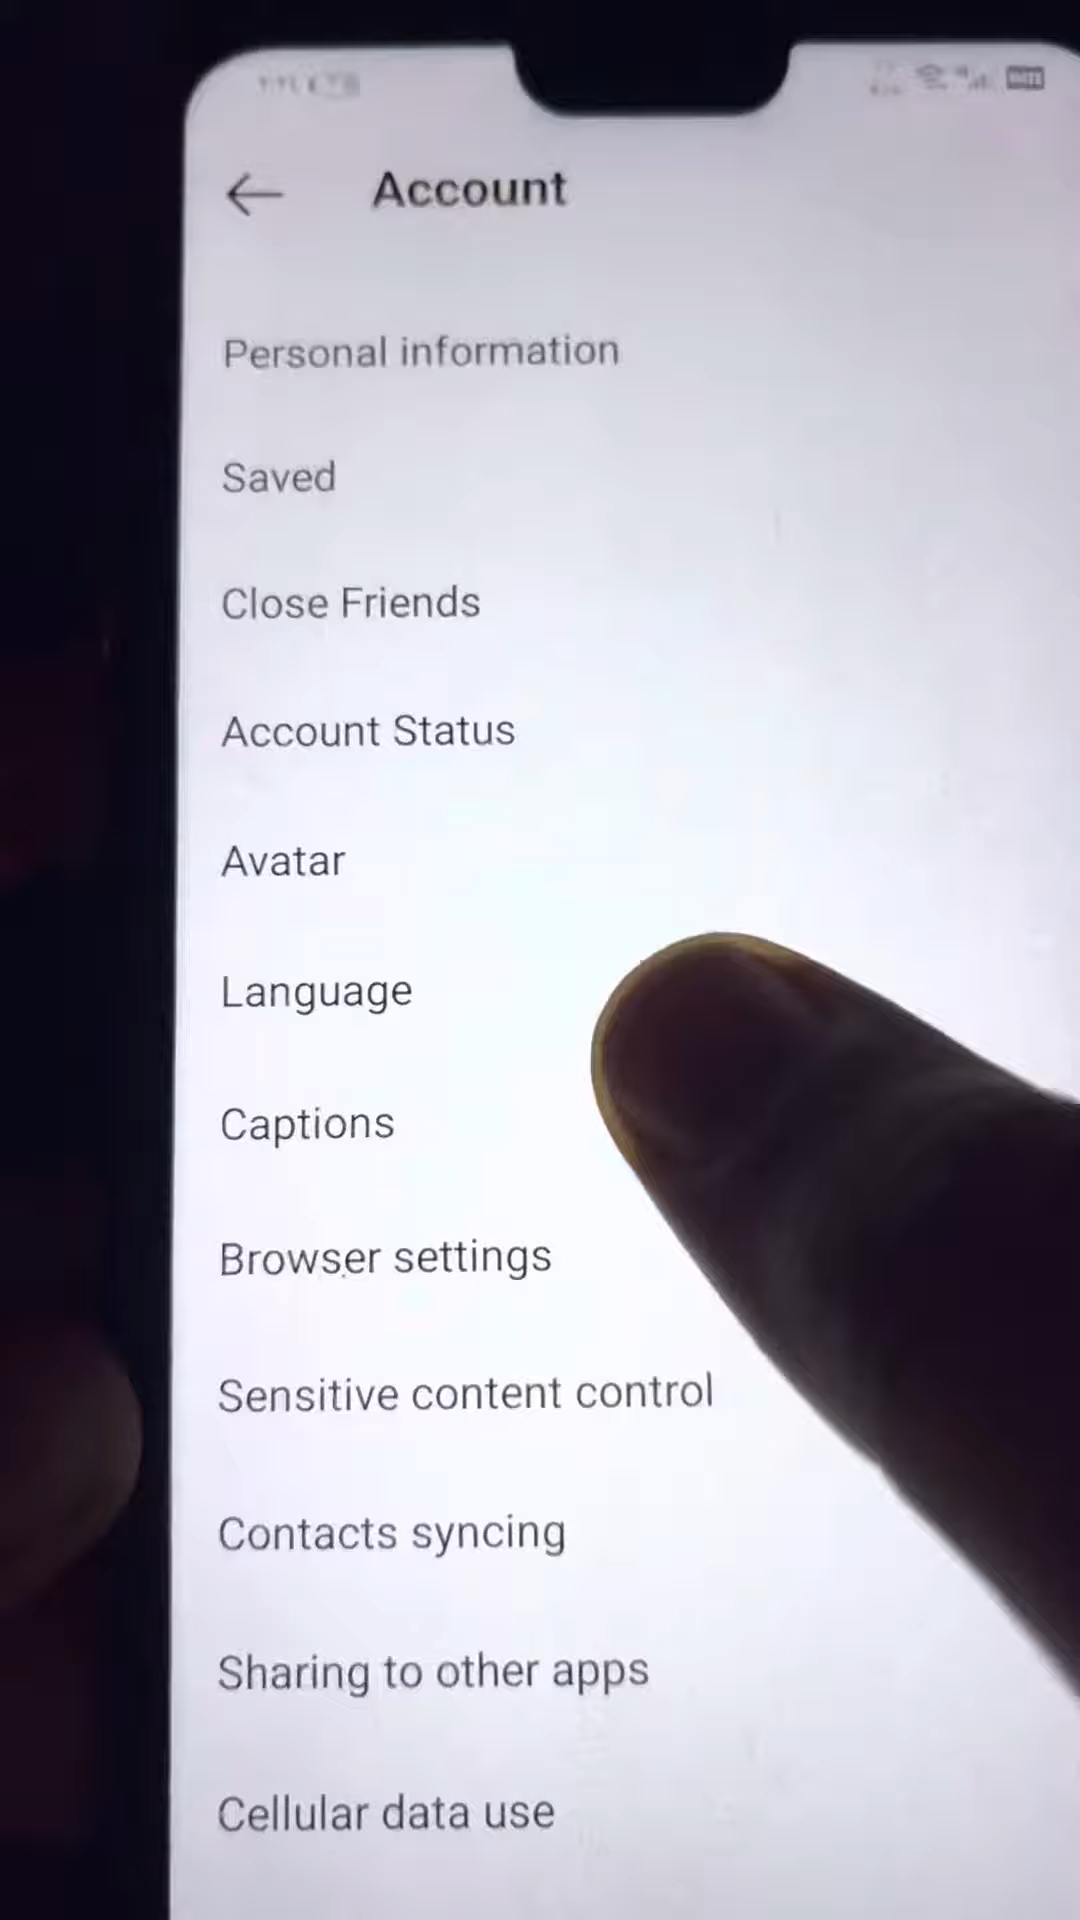 Account
Personal information
Saved
Close Friends
Account Status
Avatar
Language
Captions
Browser settings
Sensitive content control
Contacts syncing
Sharing to other apps
Cellular data use